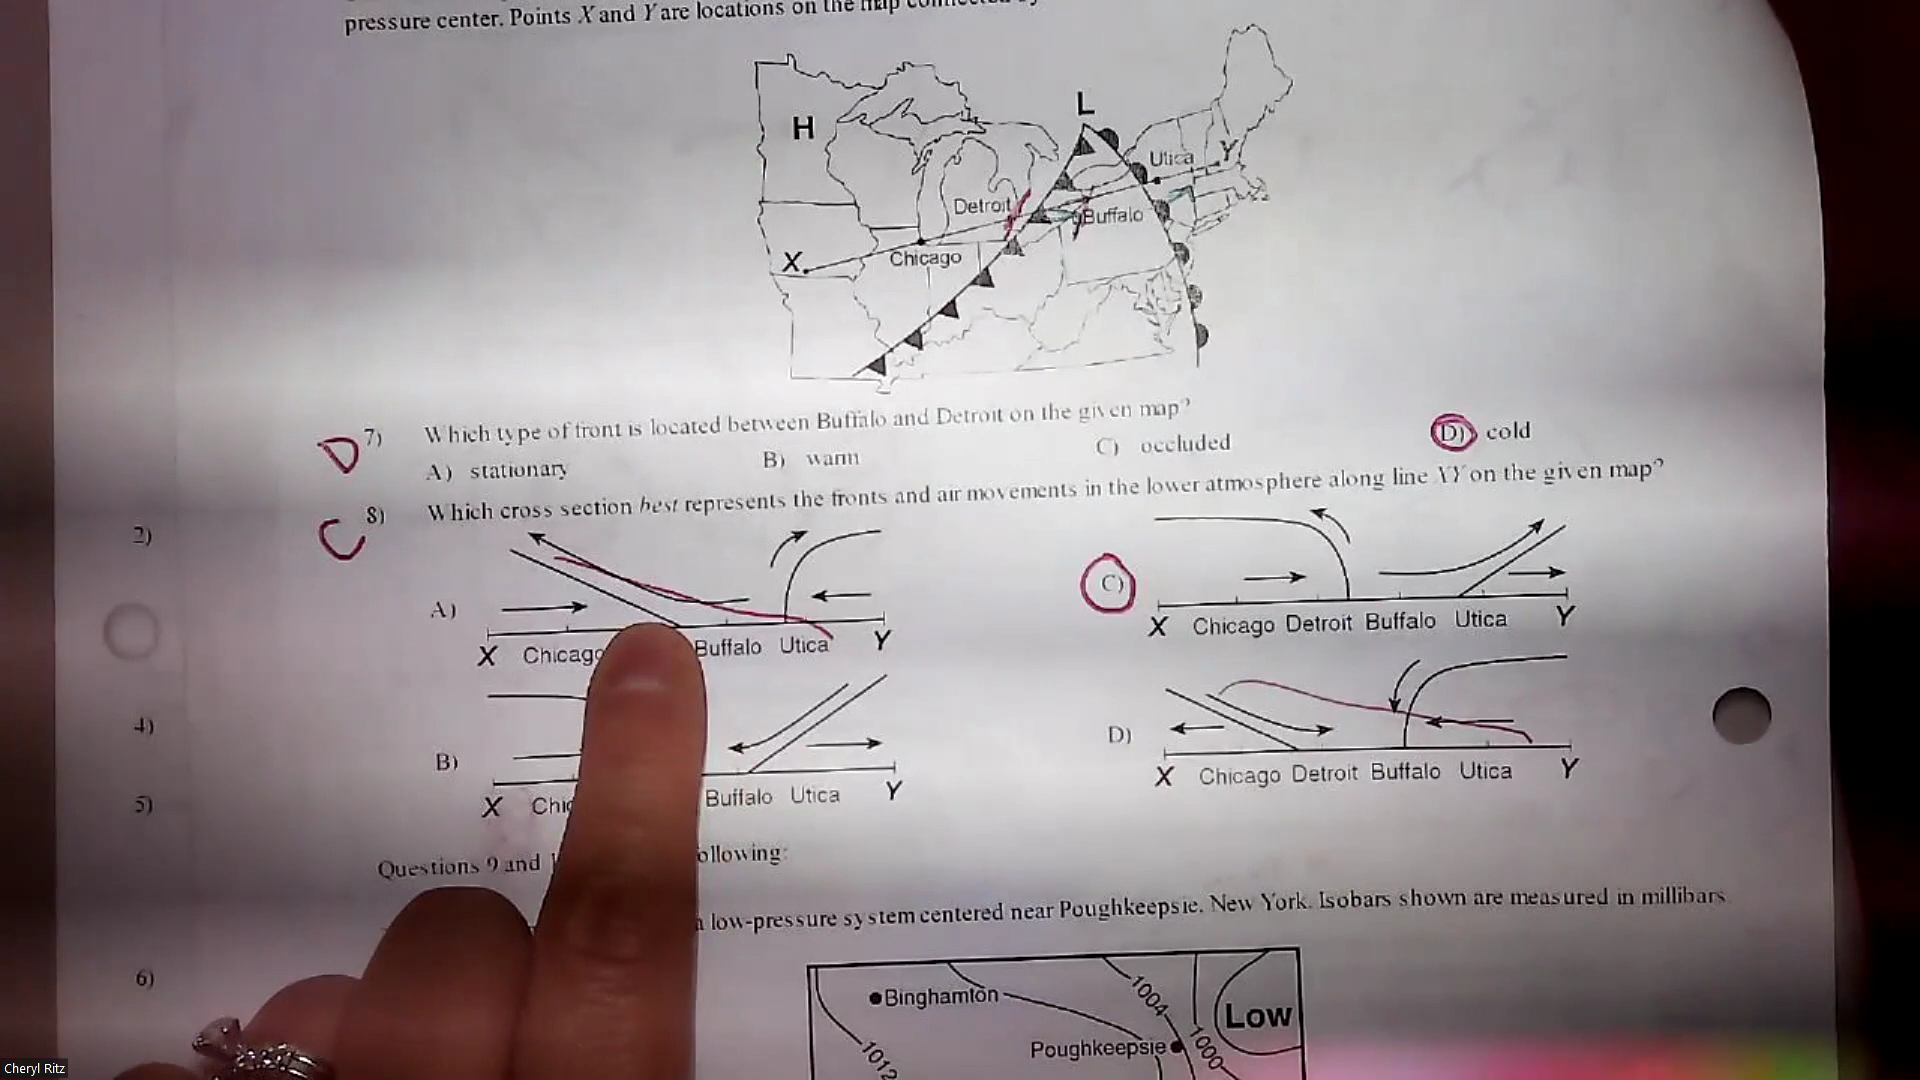 pressure center. Points X and Y are locations on the map
H
L
Utica
Y
Detroit
Buffalo
X
Chicago
D
7) Which type of front is located between Buffalo and Detroit on the given map?
A) stationary B) warm C) occluded D) cold
C
8) Which cross section best represents the fronts and air movements in the lower atmosphere along line XY on the given map?
2)
A)
X Chicago Buffalo Utica Y
C)
X Chicago Detroit Buffalo Utica Y
4)
B)
X Buffalo Utica Y
D)
X Chicago Detroit Buffalo Utica Y
5)
Questions 9 and ollowing:
a low-pressure system centered near Poughkeepsie, New York. Isobars shown are measured in millibars
6)
Binghamton
1004
Low
Poughkeepsie
1000
1012
Cheryl Ritz